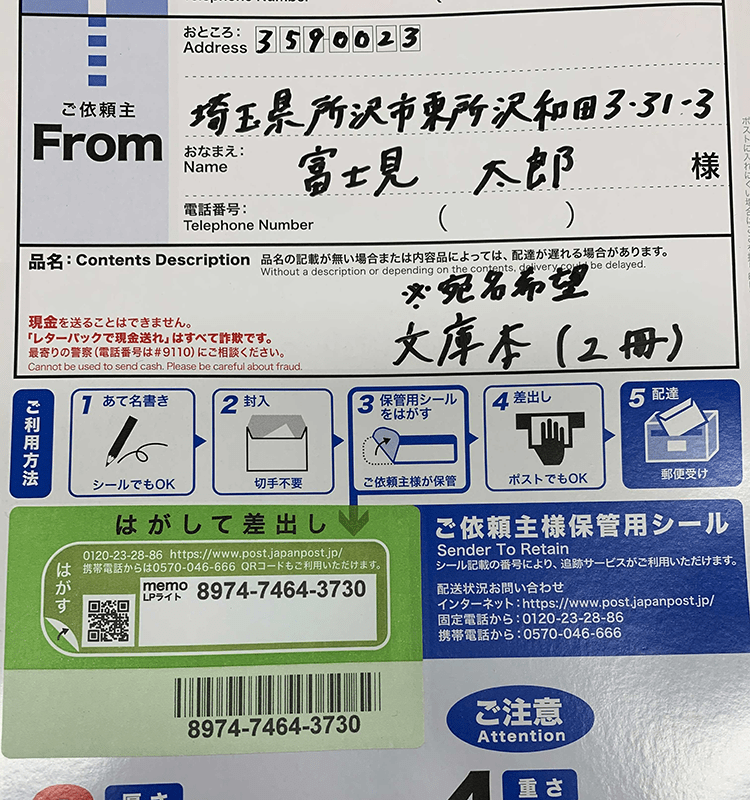 おところ:
Address 3590023
埼玉県所沢市東所沢和田3-31-3
ご依頼主
From
おなまえ:
Name
富士見 太郎 様
電話番号:
Telephone Number ( )
品名:Contents Description 品名の記載が無い場合または内容品によっては、配達が遅れる場合があります。
Without a description or depending on the contents, delivery could be delayed.
※宛名希望
文庫本(2冊)
現金を送ることはできません。
「レターパックで現金送れ」はすべて詐欺です。
最寄りの警察(電話番号は#9110)にご相談ください。
Cannot be used to send cash. Please be careful about fraud.
ご利用方法
1 あて名書き
シールでもOK
2 封入
切手不要
3 保管用シールをはがす
ご依頼主様が保管
4 差出し
ポストでもOK
5 配達
郵便受け
はがして差出し
はがす
0120-23-28-86 https://www.post.japanpost.jp/
携帯電話からは0570-046-666 QRコードもご利用いただけます。
memo
LPライト
8974-7464-3730
8974-7464-3730
ご依頼主様保管用シール
Sender To Retain
シール記載の番号により、追跡サービスがご利用いただけます。
配送状況お問い合わせ
インターネット:https://www.post.japanpost.jp/
固定電話から:0120-23-28-86
携帯電話から:0570-046-666
ご注意
Attention
厚さ
4 重さ